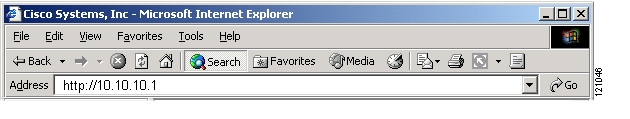 Cisco Systems, Inc - Microsoft Internet Explorer
File Edit View Favorites Tools Help
Back Search Favorites Media
Address http://10.10.10.1 Go
121046